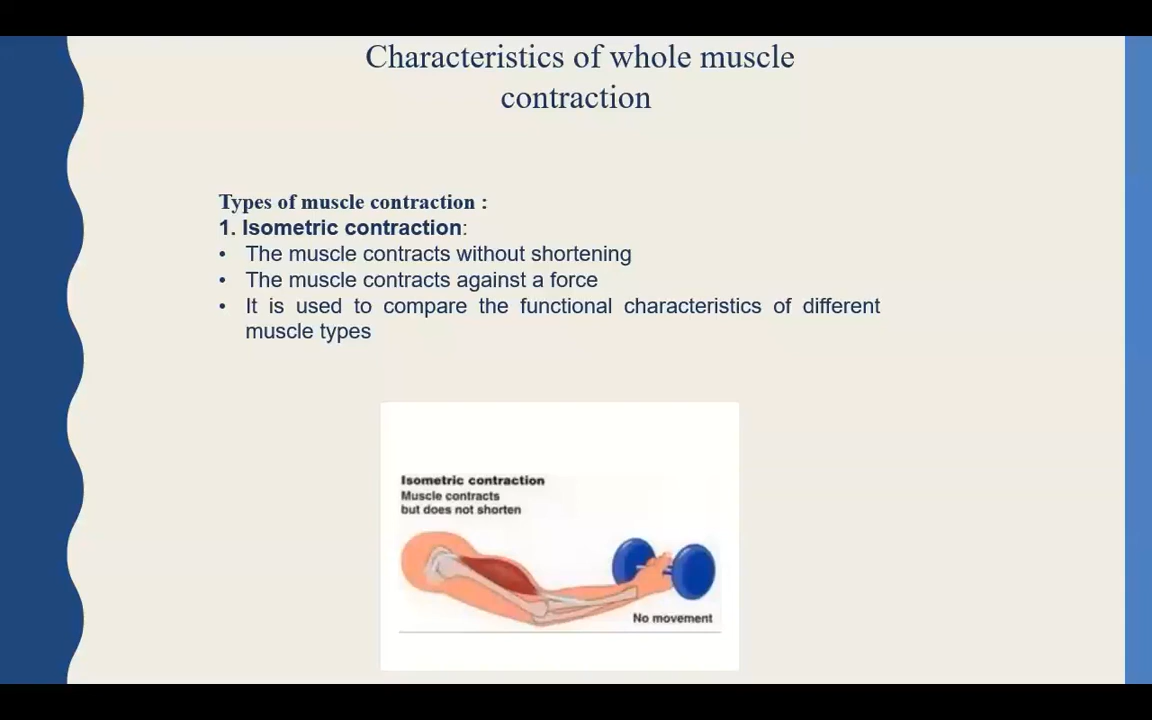 Characteristics of whole muscle
contraction
Types of muscle contraction :
1. Isometric contraction:
• The muscle contracts without shortening
• The muscle contracts against a force
• It is used to compare the functional characteristics of different
muscle types
Isometric contraction
Muscle contracts
but does not shorten
No movement